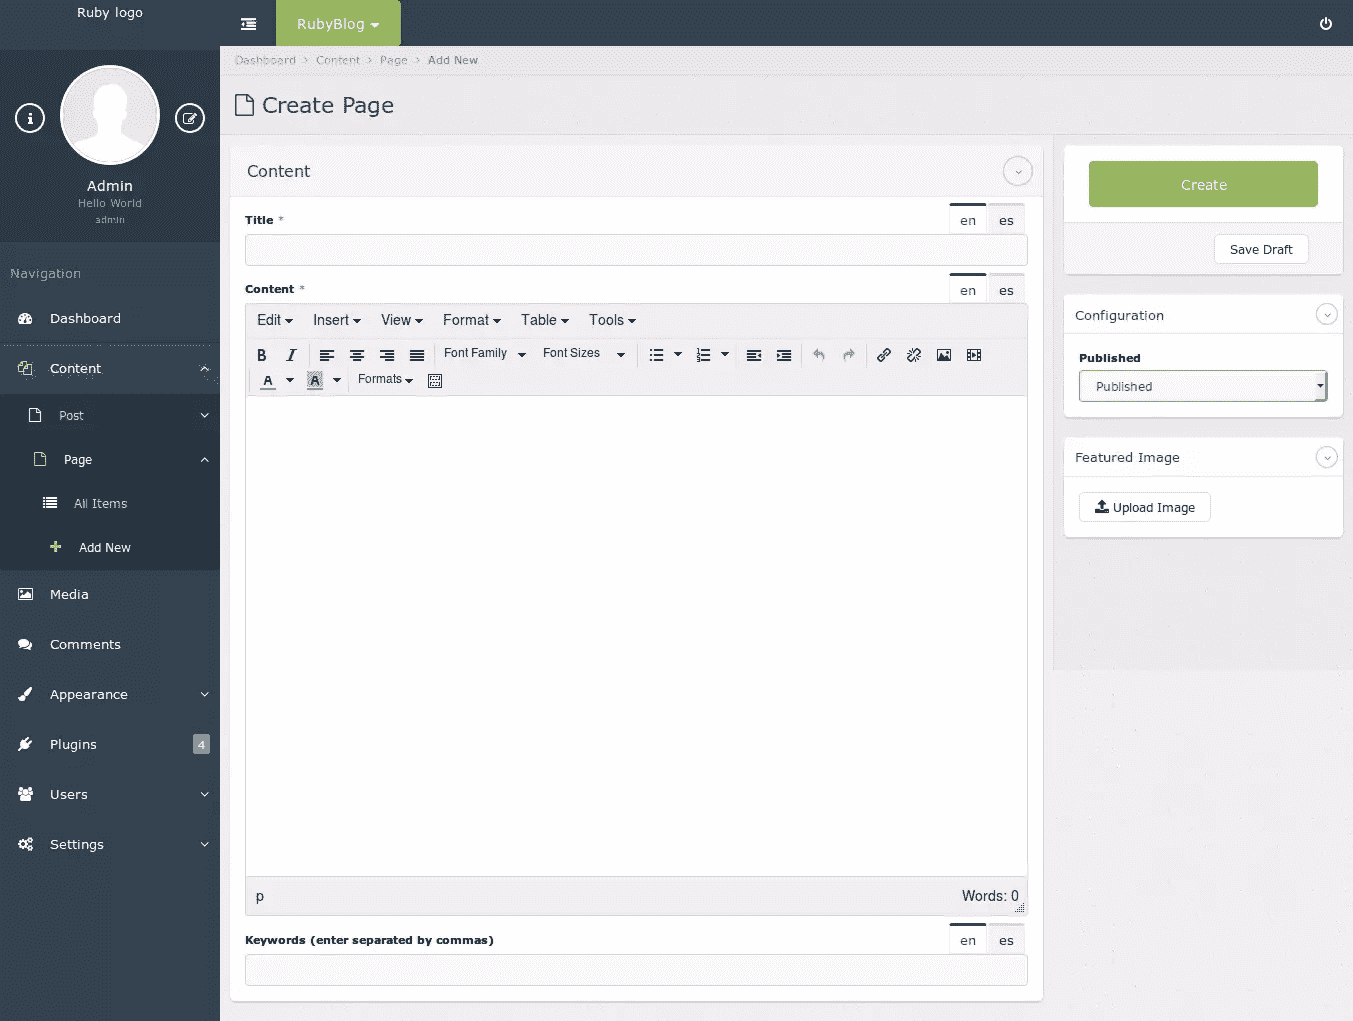 Ruby logo
RubyBlog
Dashboard > Content > Page > Add New
Create Page
Admin
Hello World
admin
Navigation
Dashboard
Content
Post
Page
All Items
Add New
Media
Comments
Appearance
Plugins 4
Users
Settings
Content
Title * en es
Content * en es
Edit Insert View Format Table Tools
B I Font Family Font Sizes
A A Formats
p Words: 0
Keywords (enter separated by commas) en es
Create
Save Draft
Configuration
Published
Published
Featured Image
Upload Image